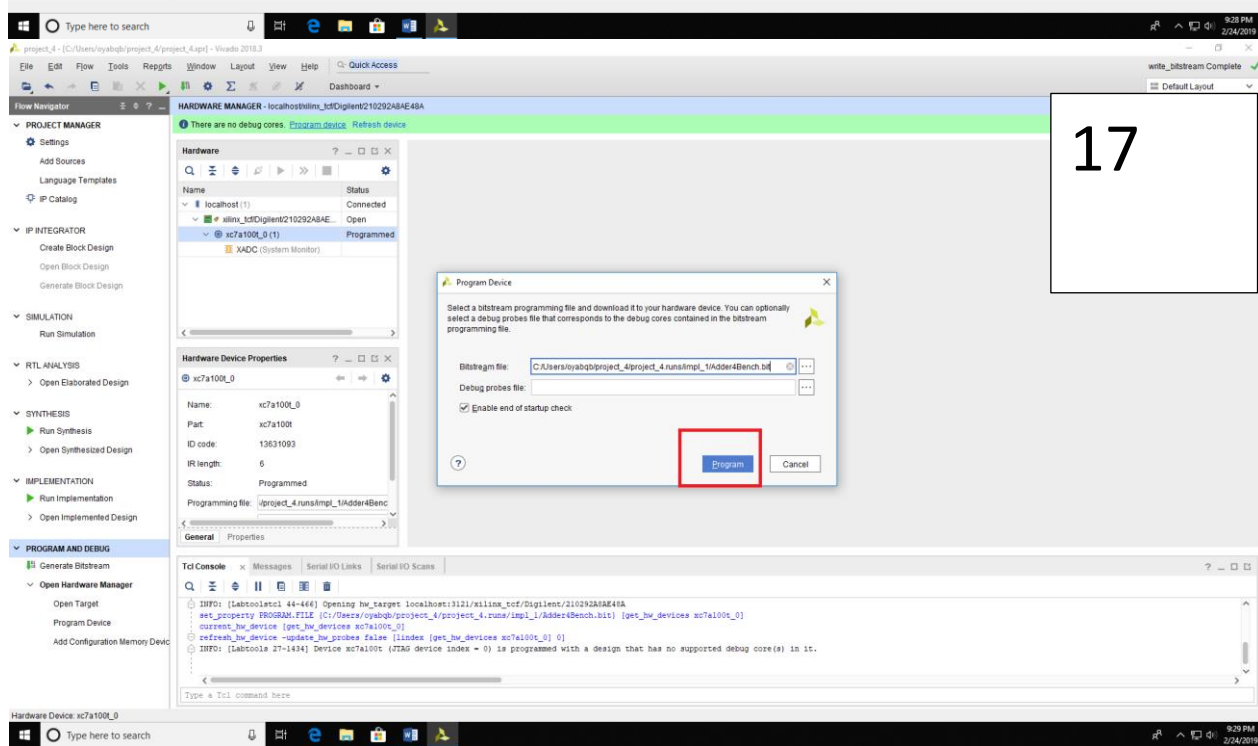 Type here to search
9:28 PM
2/24/2019
project_4 - [C:/Users/oyabqb/project_4/project_4.xpr] - Vivado 2018.3
File Edit Flow Tools Reports Window Layout View Help Quick Access
write_bitstream Complete
Dashboard
Default Layout
Flow Navigator
HARDWARE MANAGER - localhost/xilinx_tcf/Digilent/210292A8AE48A
There are no debug cores. Program device Refresh device
17
PROJECT MANAGER
Settings
Add Sources
Language Templates
IP Catalog
IP INTEGRATOR
Create Block Design
Open Block Design
Generate Block Design
SIMULATION
Run Simulation
RTL ANALYSIS
Open Elaborated Design
SYNTHESIS
Run Synthesis
Open Synthesized Design
IMPLEMENTATION
Run Implementation
Open Implemented Design
PROGRAM AND DEBUG
Generate Bitstream
Open Hardware Manager
Open Target
Program Device
Add Configuration Memory Devic
Hardware
Name Status
localhost (1) Connected
xilinx_tcf/Digilent/210292A8AE... Open
xc7a100t_0 (1) Programmed
XADC (System Monitor)
Hardware Device Properties
xc7a100t_0
Name: xc7a100t_0
Part: xc7a100t
ID code: 13631093
IR length: 6
Status: Programmed
Programming file: /project_4.runs/impl_1/Adder4Benc
General Properties
Program Device
Select a bitstream programming file and download it to your hardware device. You can optionally
select a debug probes file that corresponds to the debug cores contained in the bitstream
programming file.
Bitstream file: C:/Users/oyabqb/project_4/project_4.runs/impl_1/Adder4Bench.bit
Debug probes file:
Enable end of startup check
Program Cancel
Tcl Console Messages Serial I/O Links Serial I/O Scans
INFO: [Labtoolstcl 44-466] Opening hw_target localhost:3121/xilinx_tcf/Digilent/210292A8AE48A
set_property PROGRAM.FILE {C:/Users/oyabqb/project_4/project_4.runs/impl_1/Adder4Bench.bit} [get_hw_devices xc7a100t_0]
current_hw_device [get_hw_devices xc7a100t_0]
refresh_hw_device -update_hw_probes false [lindex [get_hw_devices xc7a100t_0] 0]
INFO: [Labtools 27-1434] Device xc7a100t (JTAG device index = 0) is programmed with a design that has no supported debug core(s) in it.
Type a Tcl command here
Hardware Device: xc7a100t_0
Type here to search
9:29 PM
2/24/2019